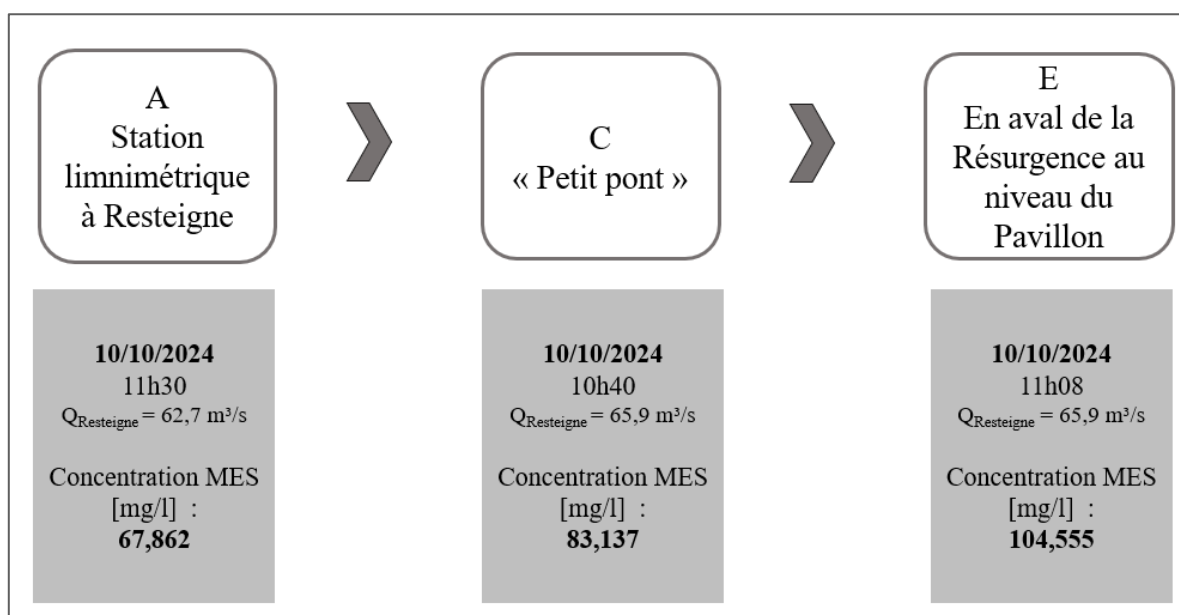 A
Station
limnimétrique
à Resteigne
C
« Petit pont »
E
En aval de la
Résurgence au
niveau du
Pavillon
10/10/2024
11h30
QResteigne = 62,7 m³/s
Concentration MES
[mg/l] :
67,862
10/10/2024
10h40
QResteigne = 65,9 m³/s
Concentration MES
[mg/l] :
83,137
10/10/2024
11h08
QResteigne = 65,9 m³/s
Concentration MES
[mg/l] :
104,555